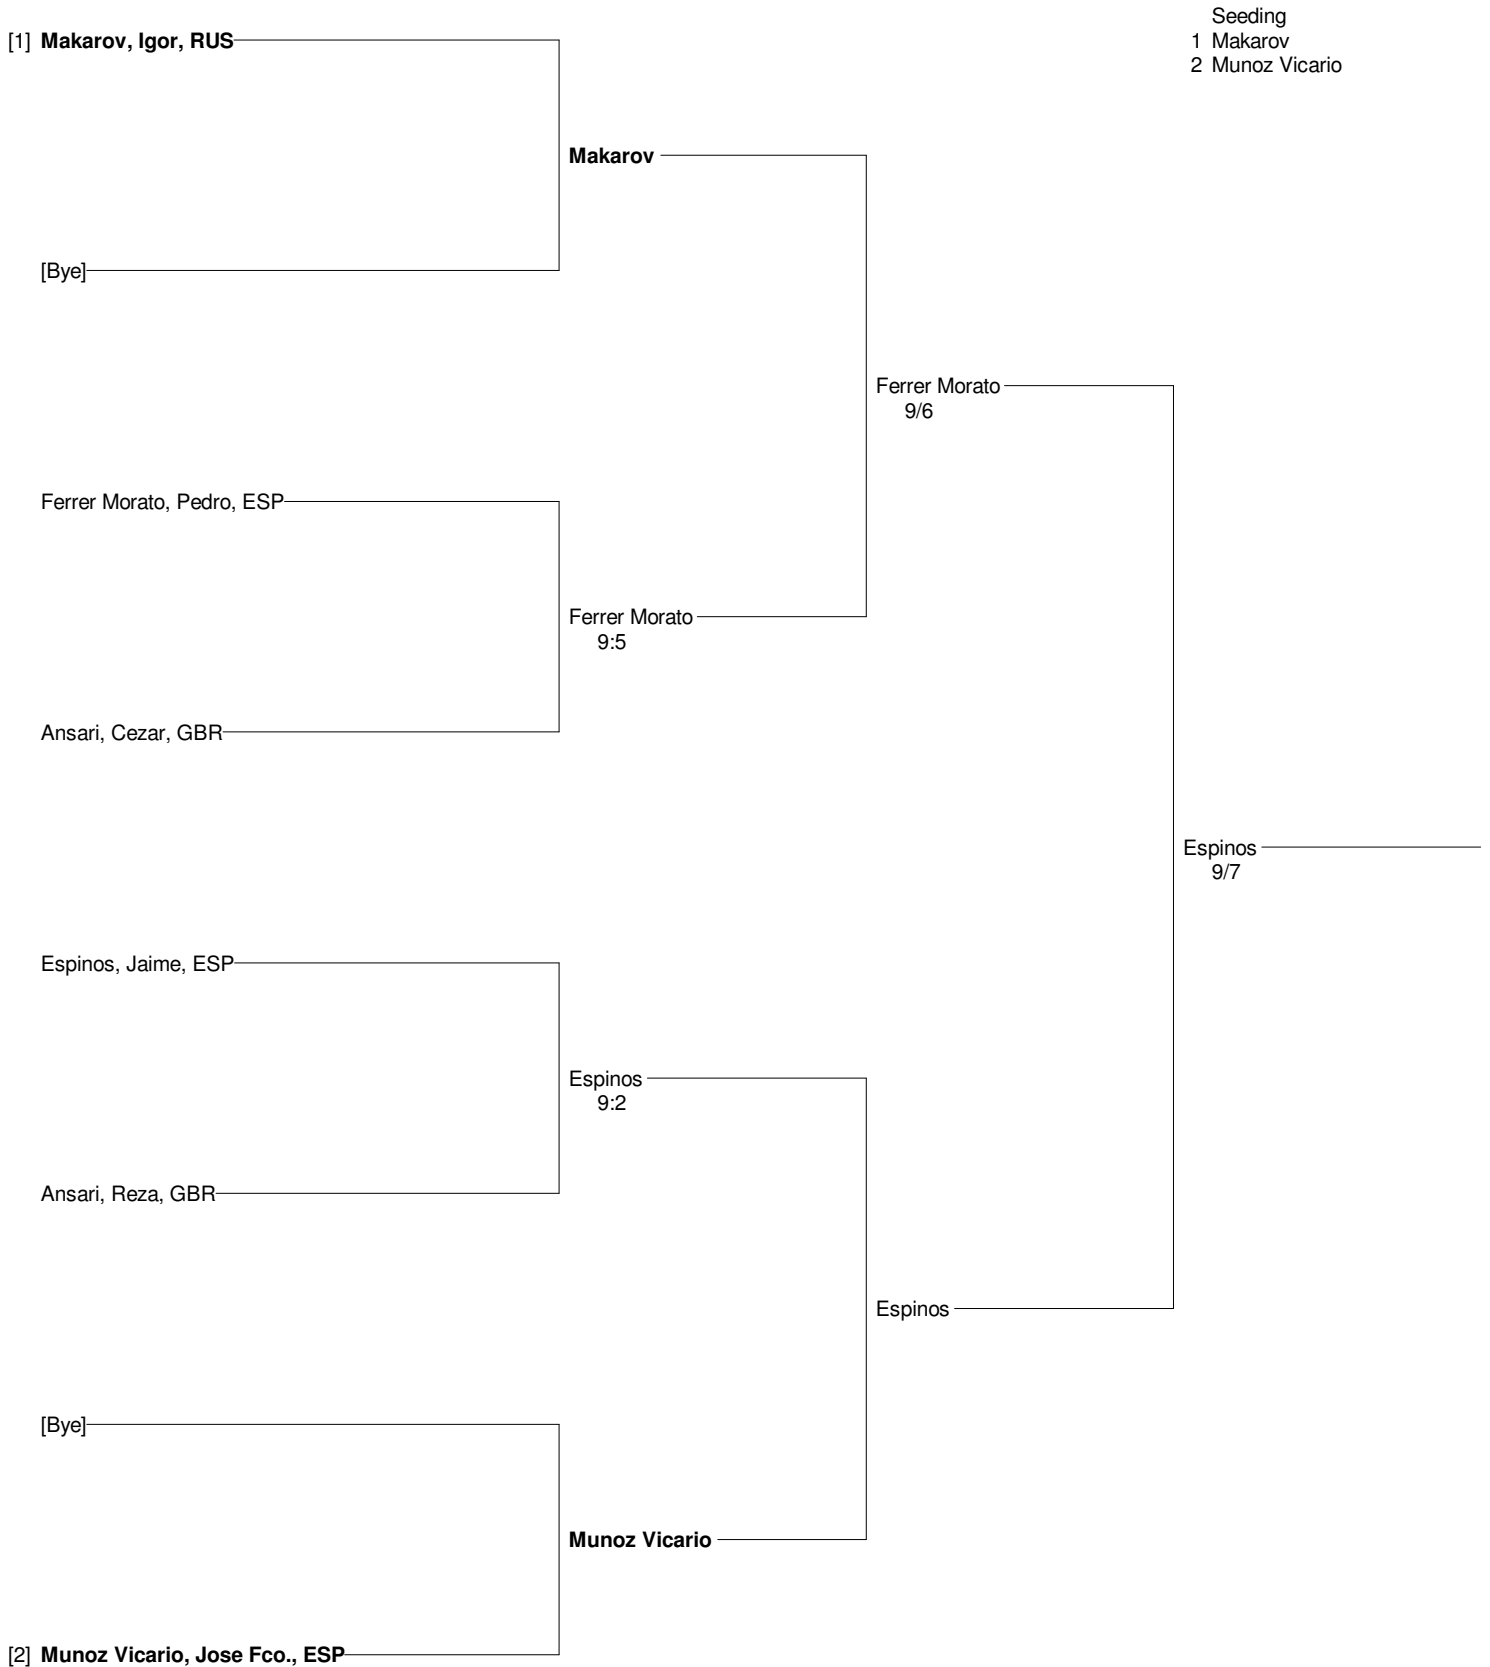 Seeding
[1] Makarov, Igor, RUS
1 Makarov
2 Munoz Vicario
Makarov
[Bye]
Ferrer Morato
9/6
Ferrer Morato, Pedro, ESP
Ferrer Morato
9:5
Ansari, Cezar, GBR
Espinos
9/7
Espinos, Jaime, ESP
Espinos
9:2
Ansari, Reza, GBR
Espinos
[Bye]
Munoz Vicario
[2] Munoz Vicario, Jose Fco., ESP